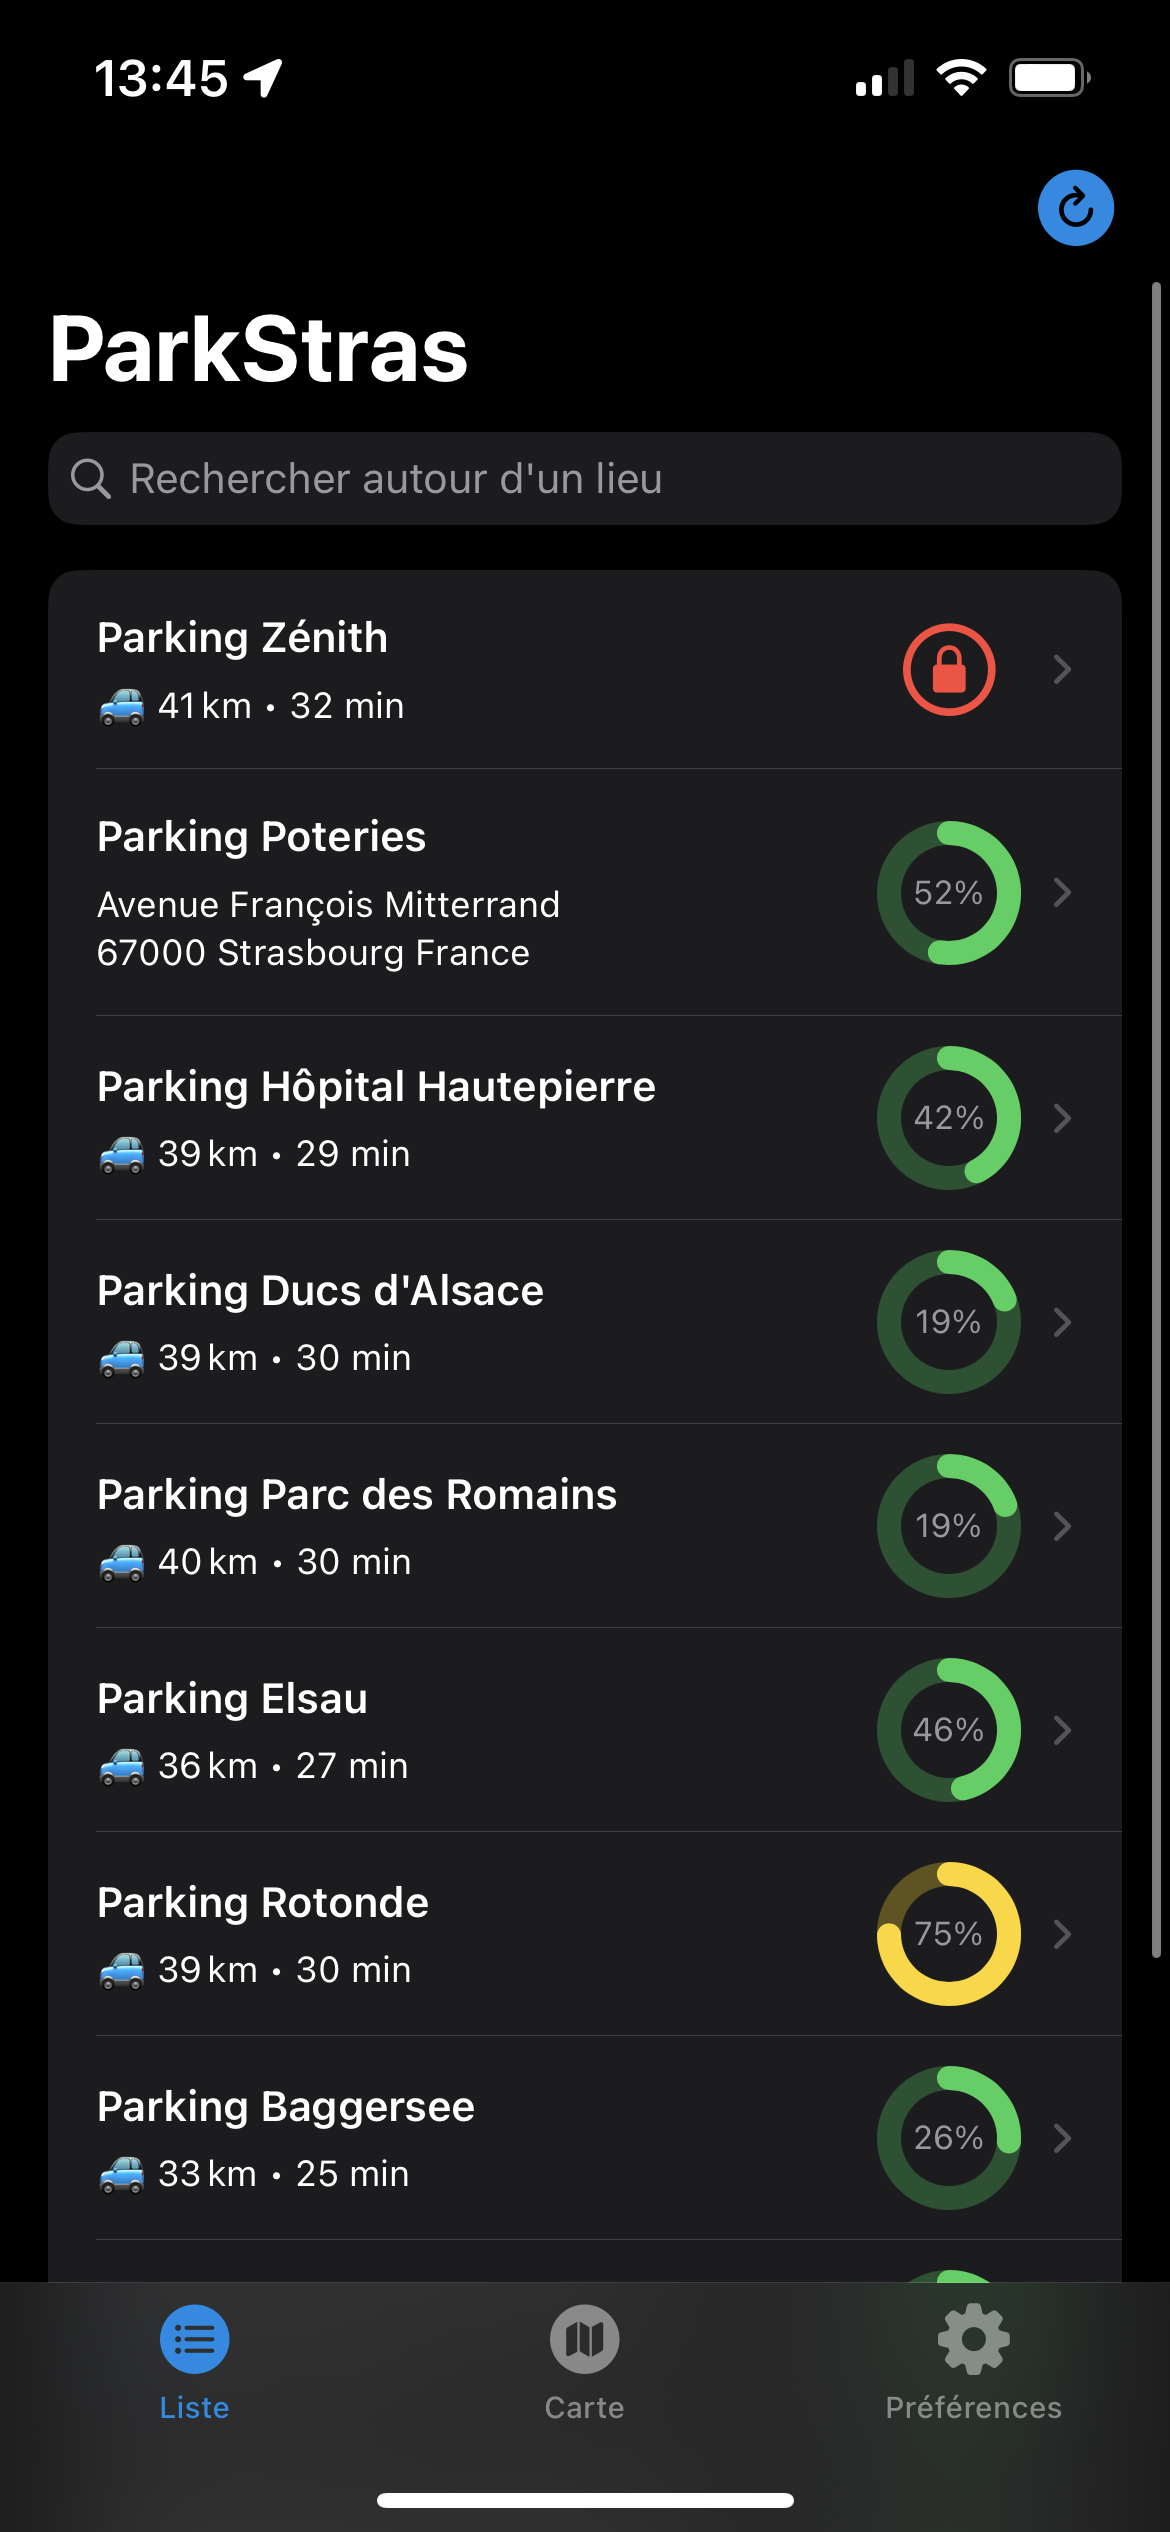 13:45
ParkStras
Rechercher autour d'un lieu
Parking Zénith
41 km • 32 min
Parking Poteries
Avenue François Mitterrand
67000 Strasbourg France
52%
Parking Hôpital Hautepierre
39 km • 29 min
42%
Parking Ducs d'Alsace
39 km • 30 min
19%
Parking Parc des Romains
40 km • 30 min
19%
Parking Elsau
36 km • 27 min
46%
Parking Rotonde
39 km • 30 min
75%
Parking Baggersee
33 km • 25 min
26%
Liste
Carte
Préférences